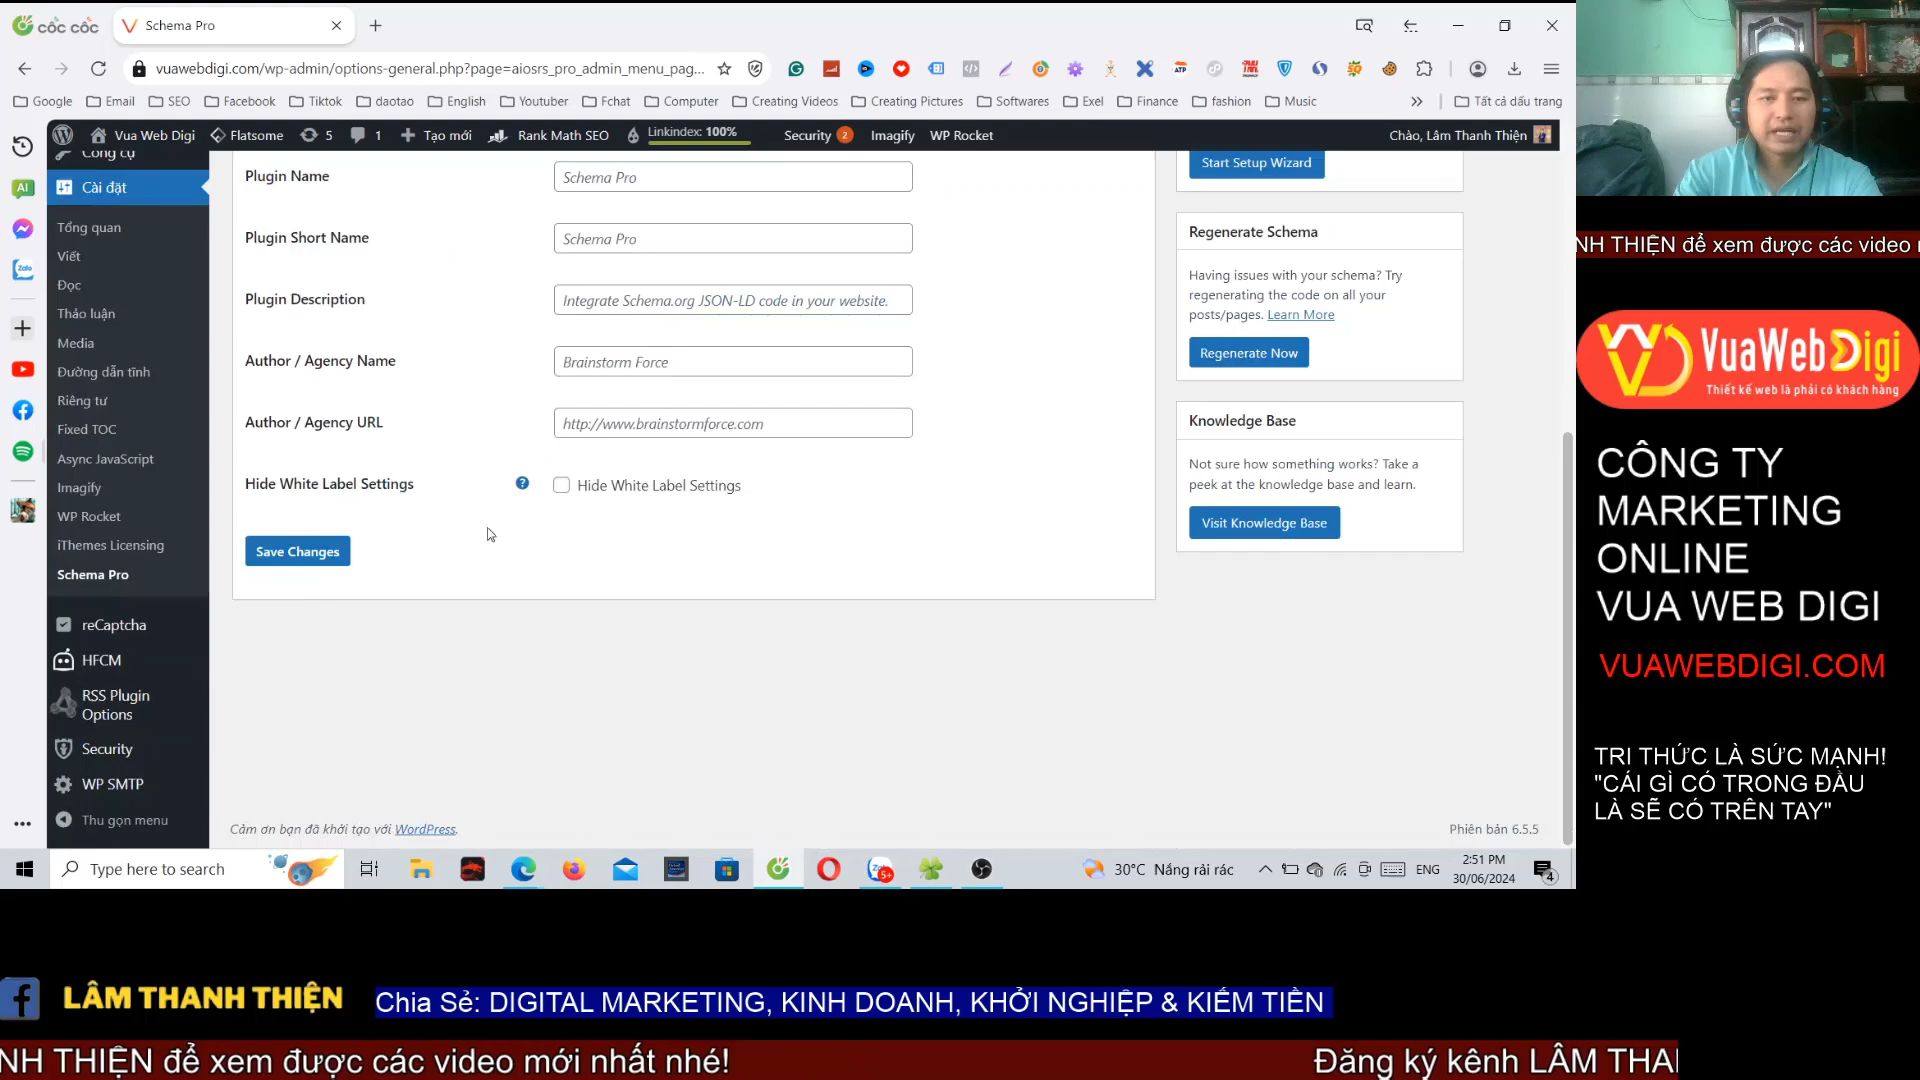 cốc cốc
Schema Pro
vuawebdigi.com/wp-admin/options-general.php?page=aiosrs_pro_admin_menu_pag...
Google
Email
SEO
Facebook
Tiktok
daotao
English
Youtuber
Fchat
Computer
Creating Videos
Creating Pictures
Softwares
Exel
Finance
fashion
Music
Tất cả dấu trang
Vua Web Digi
Flatsome
5
1
Tạo mới
Rank Math SEO
Linkindex: 100%
Security 2
Imagify
WP Rocket
Chào, Lâm Thanh Thiện
Công cụ
Cài đặt
Tổng quan
Viết
Đọc
Thảo luận
Media
Đường dẫn tĩnh
Riêng tư
Fixed TOC
Async JavaScript
Imagify
WP Rocket
iThemes Licensing
Schema Pro
reCaptcha
HFCM
RSS Plugin
Options
Security
WP SMTP
Thu gọn menu
Plugin Name
Schema Pro
Plugin Short Name
Schema Pro
Plugin Description
Integrate Schema.org JSON-LD code in your website.
Author / Agency Name
Brainstorm Force
Author / Agency URL
http://www.brainstormforce.com
Hide White Label Settings
Hide White Label Settings
Save Changes
Start Setup Wizard
Regenerate Schema
Having issues with your schema? Try
regenerating the code on all your
posts/pages. Learn More
Regenerate Now
Knowledge Base
Not sure how something works? Take a
peek at the knowledge base and learn.
Visit Knowledge Base
Cảm ơn bạn đã khởi tạo với WordPress.
Phiên bản 6.5.5
Type here to search
30°C Nắng rải rác
ENG
2:51 PM
30/06/2024
4
NH THIỆN để xem được các video
VuaWebDigi
Thiết kế web là phải có khách hàng
CÔNG TY
MARKETING
ONLINE
VUA WEB DIGI
VUAWEBDIGI.COM
TRI THỨC LÀ SỨC MẠNH!
"CÁI GÌ CÓ TRONG ĐẦU
LÀ SẼ CÓ TRÊN TAY"
LÂM THANH THIỆN
Chia Sẻ: DIGITAL MARKETING, KINH DOANH, KHỞI NGHIỆP & KIẾM TIỀN
NH THIỆN để xem được các video mới nhất nhé!
Đăng ký kênh LÂM THA